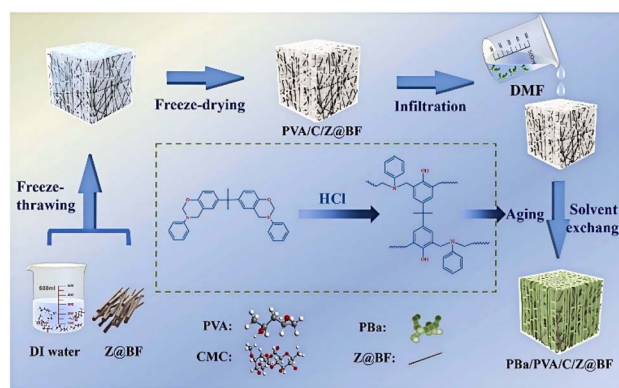 Freeze-drying
PVA/C/Z@BF
Infiltration
DMF
Freeze-
thrawing
600ml
DI water
Z@BF
HCl
Aging
Solvent
exchang
PVA:
CMC:
PBa:
Z@BF:
PBa/PVA/C/Z@BF